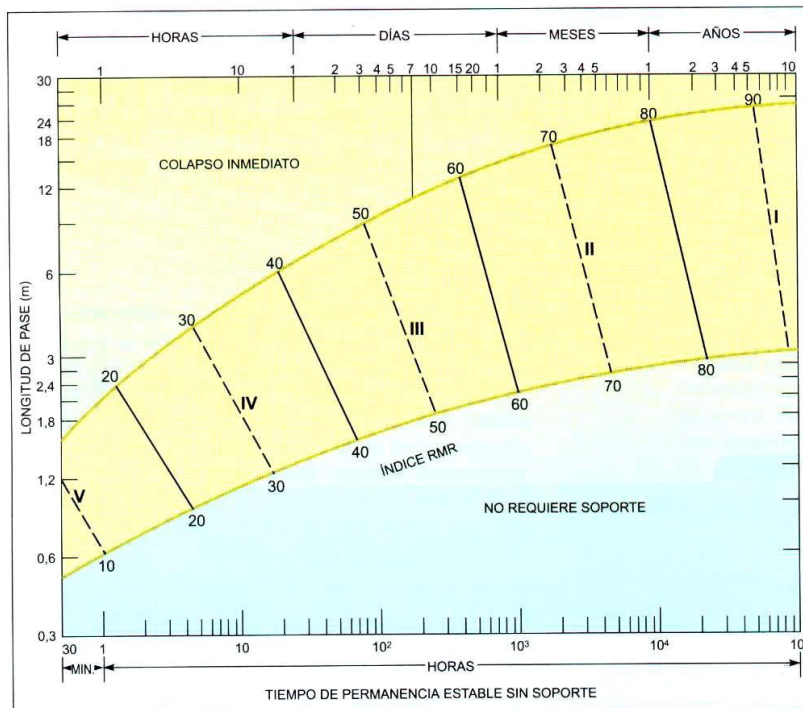 HORAS DÍAS MESES AÑOS
1 10 1 2 3 4 5 7 10 15 20 1 2 3 4 5 1 2 3 4 5 10
30
24
18
12
6
3
2,4
1,8
1,2
0,6
0,3
LONGITUD DE PASE (m)
COLAPSO INMEDIATO
20 30 40 50 60 70 80 90
V IV III II I
10 20 30 40 50 60 70 80
ÍNDICE RMR
NO REQUIERE SOPORTE
30 1 10 10² 10³ 10⁴ 10
MIN. HORAS
TIEMPO DE PERMANENCIA ESTABLE SIN SOPORTE